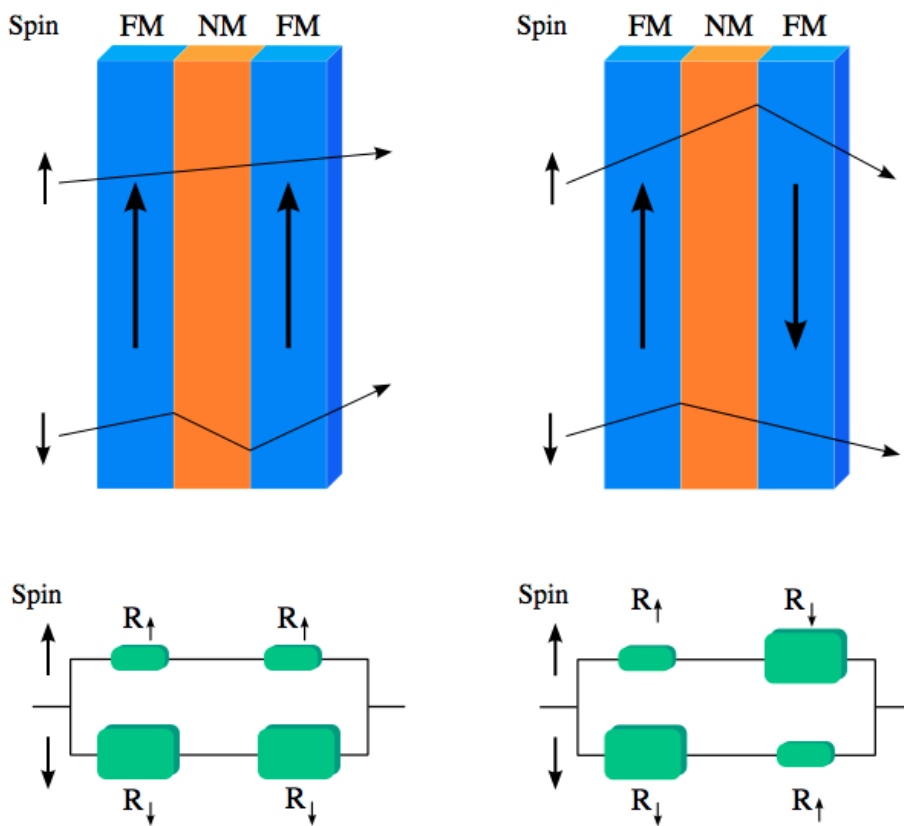 Spin FM NM FM
Spin FM NM FM
Spin
R↑ R↑
R↓ R↓
Spin
R↑ R↓
R↓ R↑